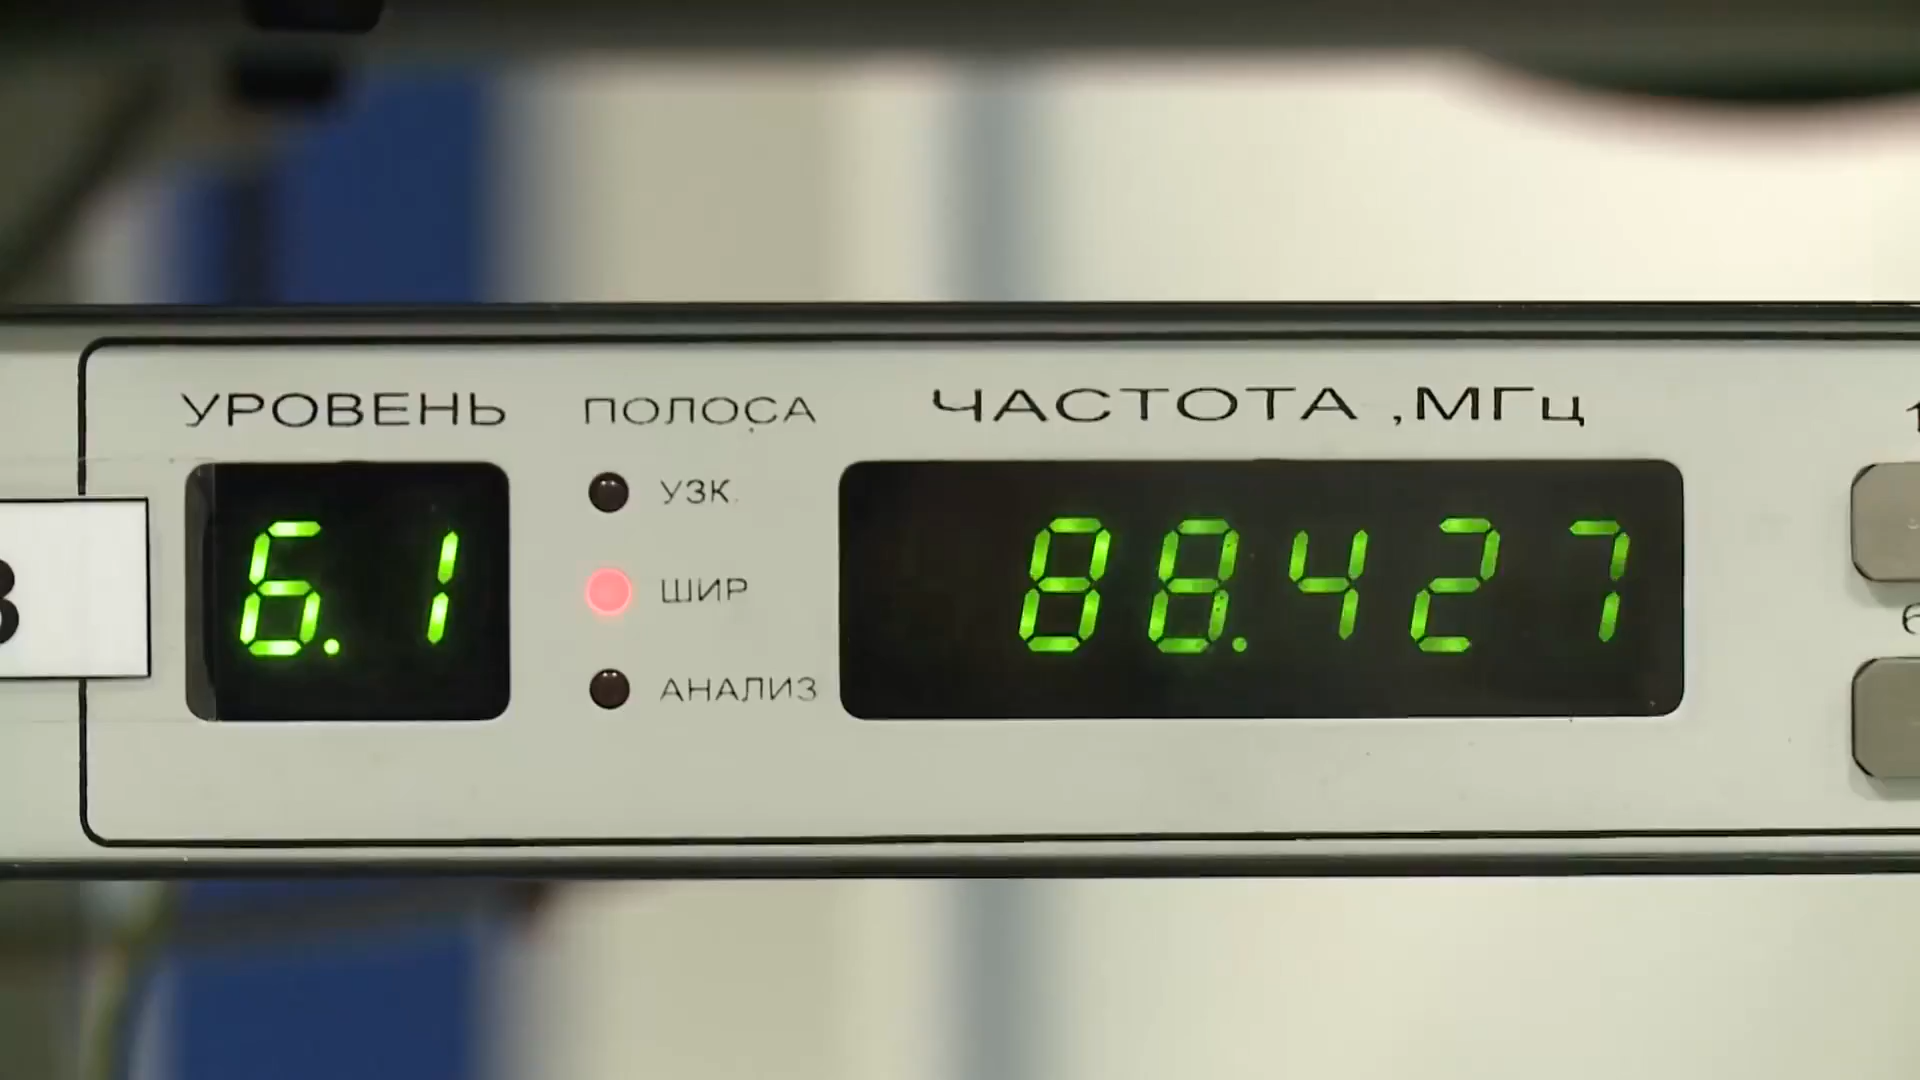 УРОВЕНЬ
6.1
ПОЛОСА
УЗК.
ШИР
АНАЛИЗ
ЧАСТОТА ,МГц
88.427